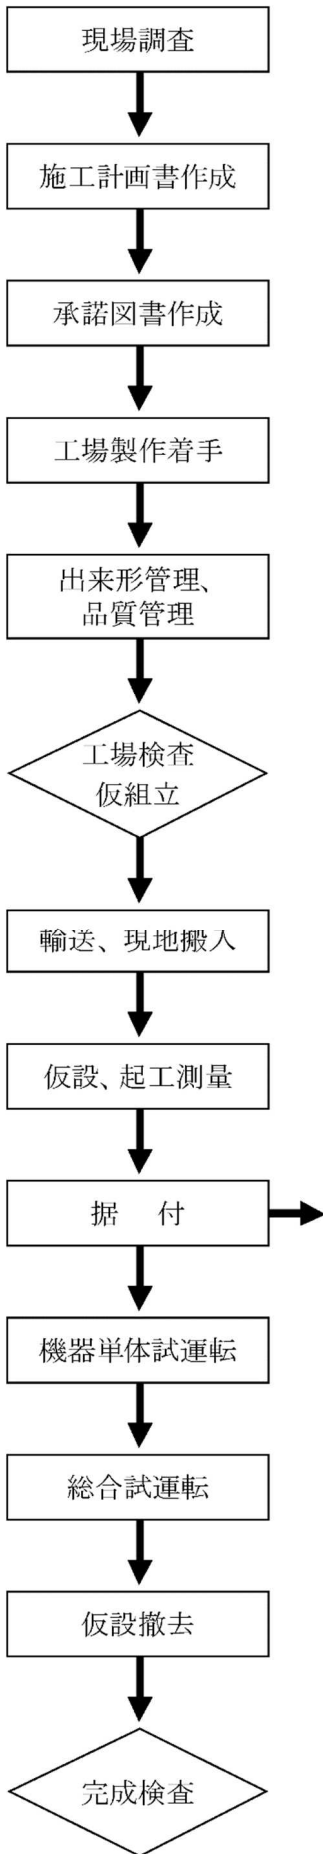 現場調査
施工計画書作成
承諾図書作成
工場製作着手
出来形管理、
品質管理
工場検査
仮組立
輸送、現地搬入
仮設、起工測量
据　付
機器単体試運転
総合試運転
仮設撤去
完成検査